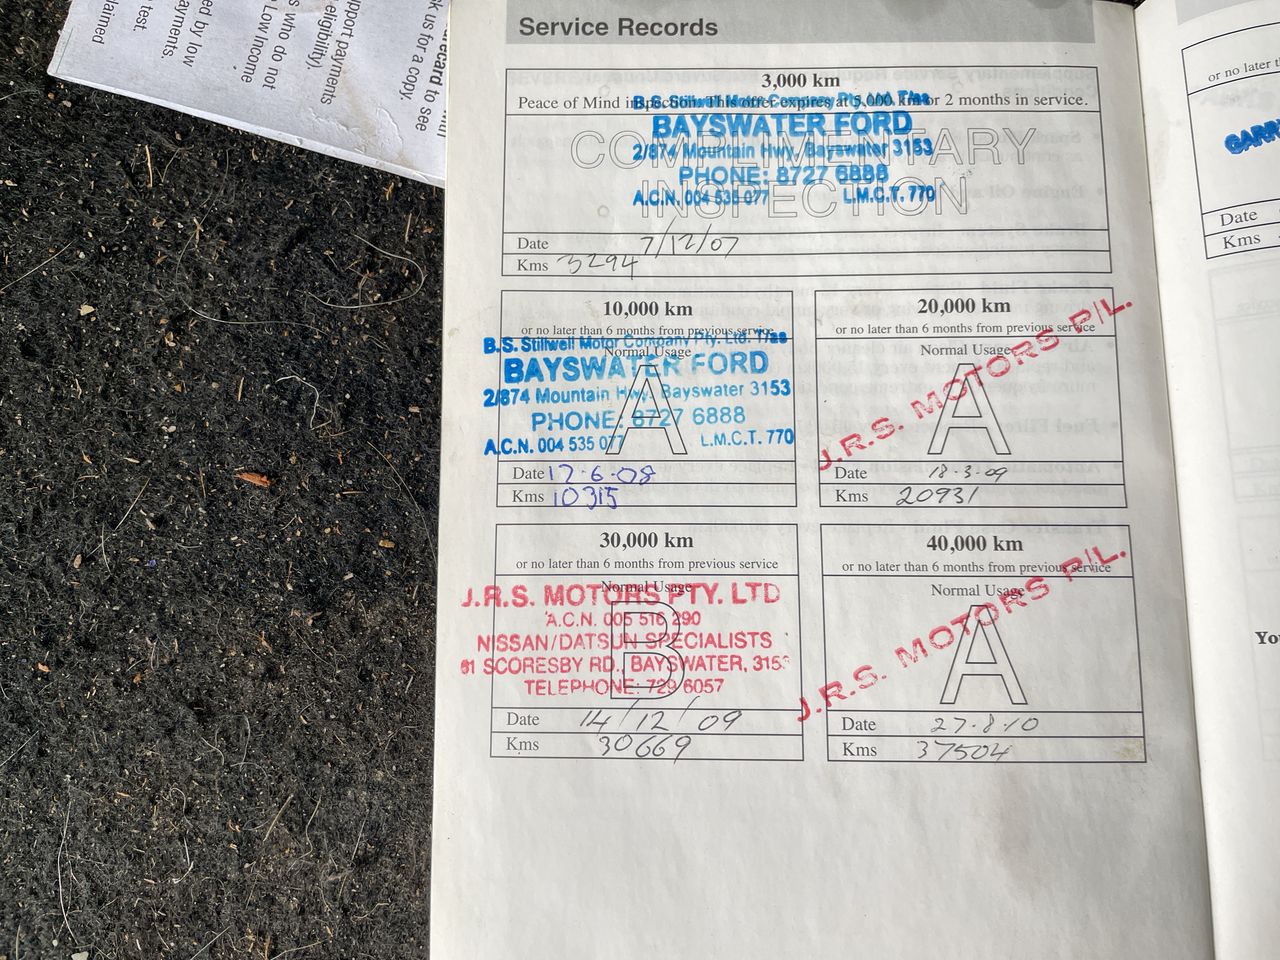 ecard to see
k us for a copy.
pport payments
eligibility).
s who do not
Low Income
ed by low
ayments.
test.
laimed
Service Records
3,000 km
Peace of Mind inspection. This offer expires at 5,000 km or 2 months in service.
COMPLIMENTARY
INSPECTION
B.S. Stillwell Motor Company Pty. Ltd. T/as
BAYSWATER FORD
2/874 Mountain Hwy. Bayswater 3153
PHONE: 8727 6888
A.C.N. 004 535 077 L.M.C.T. 770
Date 7/12/07
Kms 3294
10,000 km
or no later than 6 months from previous service
Normal Usage
A
B.S. Stillwell Motor Company Pty. Ltd. T/as
BAYSWATER FORD
2/874 Mountain Hwy. Bayswater 3153
PHONE: 8727 6888
A.C.N. 004 535 077 L.M.C.T. 770
Date 17-6-08
Kms 10315
20,000 km
or no later than 6 months from previous service
Normal Usage
A
J.R.S. MOTORS P/L.
Date 18-3-09
Kms 20931
30,000 km
or no later than 6 months from previous service
Normal Usage
B
J.R.S. MOTORS PTY. LTD
A.C.N. 005 516 290
NISSAN/DATSUN SPECIALISTS
61 SCORESBY RD., BAYSWATER, 3153
TELEPHONE: 729 6057
Date 14/12/09
Kms 30669
40,000 km
or no later than 6 months from previous service
Normal Usage
A
J.R.S. MOTORS P/L.
Date 27-8-10
Kms 37504
or no later t
GARR
Date
Kms
Yo